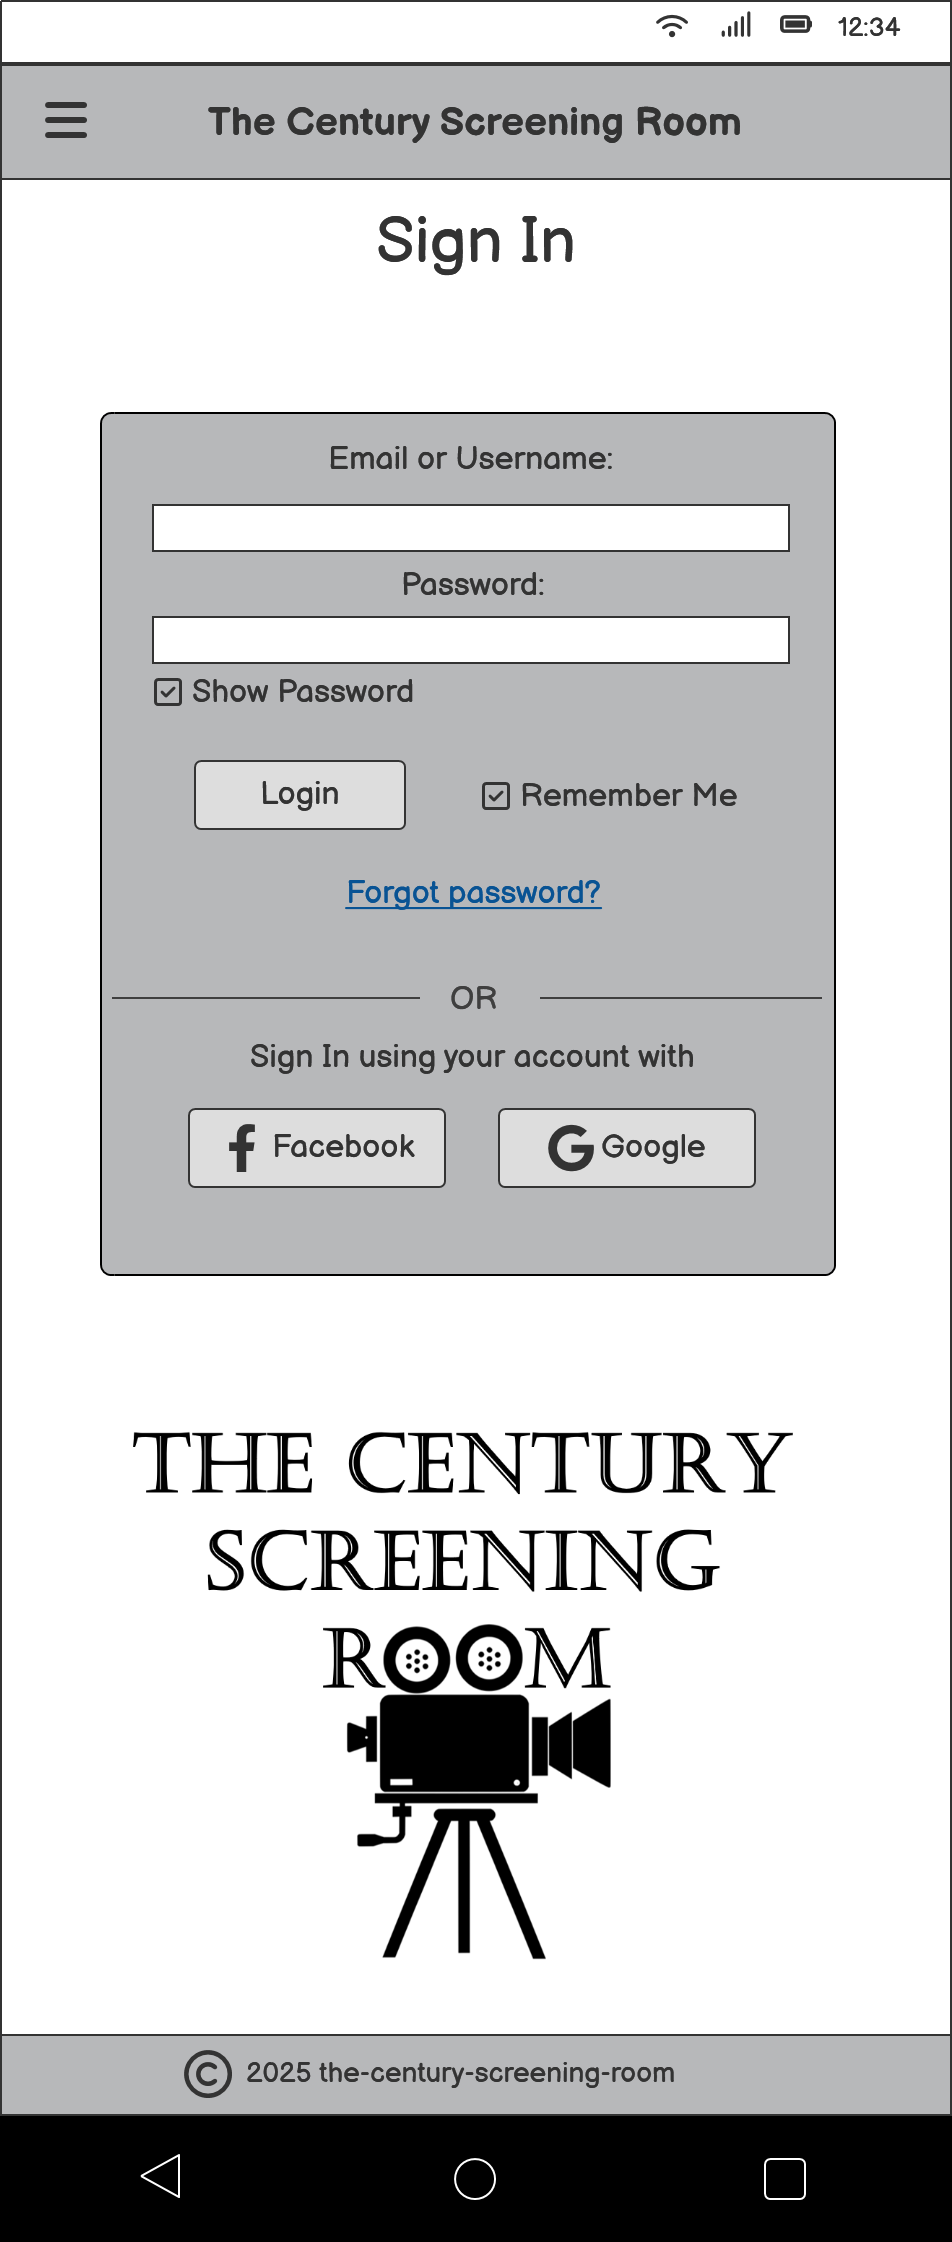 12:34
The Century Screening Room
Sign In
Email or Username:
Password:
Show Password
Login
Remember Me
Forgot password?
OR
Sign In using your account with
Facebook
Google
THE CENTURY
SCREENING
ROOM
© 2025 the-century-screening-room